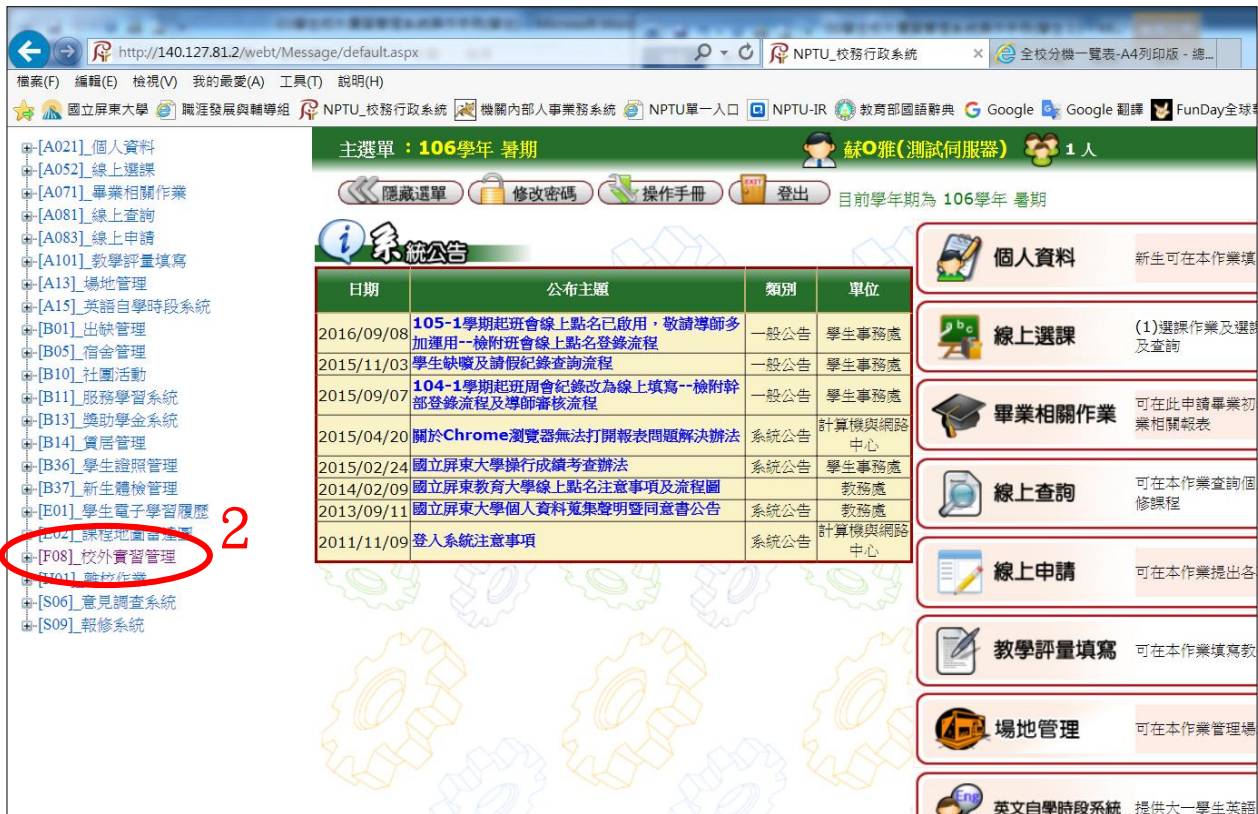 http://140.127.81.2/webt/Message/default.aspx
NPTU_校務行政系統
全校分機一覽表-A4列印版 - 總...
檔案(F) 編輯(E) 檢視(V) 我的最愛(A) 工具(T) 說明(H)
國立屏東大學 職涯發展與輔導組 NPTU_校務行政系統 機關內部人事業務系統 NPTU單一入口 NPTU-IR 教育部國語辭典 Google Google 翻譯 FunDay全球
[A021]_個人資料
[A052]_線上選課
[A071]_畢業相關作業
[A081]_線上查詢
[A083]_線上申請
[A101]_教學評量填寫
[A13]_場地管理
[A15]_英語自學時段系統
[B01]_出缺管理
[B05]_宿舍管理
[B10]_社團活動
[B11]_服務學習系統
[B13]_獎助學金系統
[B14]_賃居管理
[B36]_學生證照管理
[B37]_新生體檢管理
[E01]_學生電子學習履歷
[E02]_課程地圖雷達圖
[F08]_校外實習管理
[H01]_離校作業
[S06]_意見調查系統
[S09]_報修系統
2
主選單：106學年 暑期
蘇O雅(測試伺服器) 1 人
隱藏選單 修改密碼 操作手冊 EXIT 登出 目前學年期為 106學年 暑期
系統公告
日期 公布主題 類別 單位
2016/09/08 105-1學期起班會線上點名已啟用，敬請導師多加運用--檢附班會線上點名登錄流程 一般公告 學生事務處
2015/11/03 學生缺曠及請假紀錄查詢流程 一般公告 學生事務處
2015/09/07 104-1學期起班周會紀錄改為線上填寫--檢附幹部登錄流程及導師審核流程 一般公告 學生事務處
2015/04/20 關於Chrome瀏覽器無法打開報表問題解決辦法 系統公告 計算機與網路中心
2015/02/24 國立屏東大學操行成績考查辦法 系統公告 學生事務處
2014/02/09 國立屏東教育大學線上點名注意事項及流程圖 教務處
2013/09/11 國立屏東大學個人資料蒐集聲明暨同意書公告 系統公告 教務處
2011/11/09 登入系統注意事項 系統公告 計算機與網路中心
個人資料 新生可在本作業填
線上選課 (1)選課作業及選課
及查詢
畢業相關作業 可在此申請畢業初
業相關報表
線上查詢 可在本作業查詢個
修課程
線上申請 可在本作業提出各
教學評量填寫 可在本作業填寫教
場地管理 可在本作業管理場
Eng
英文自學時段系統 提供大一學生英語